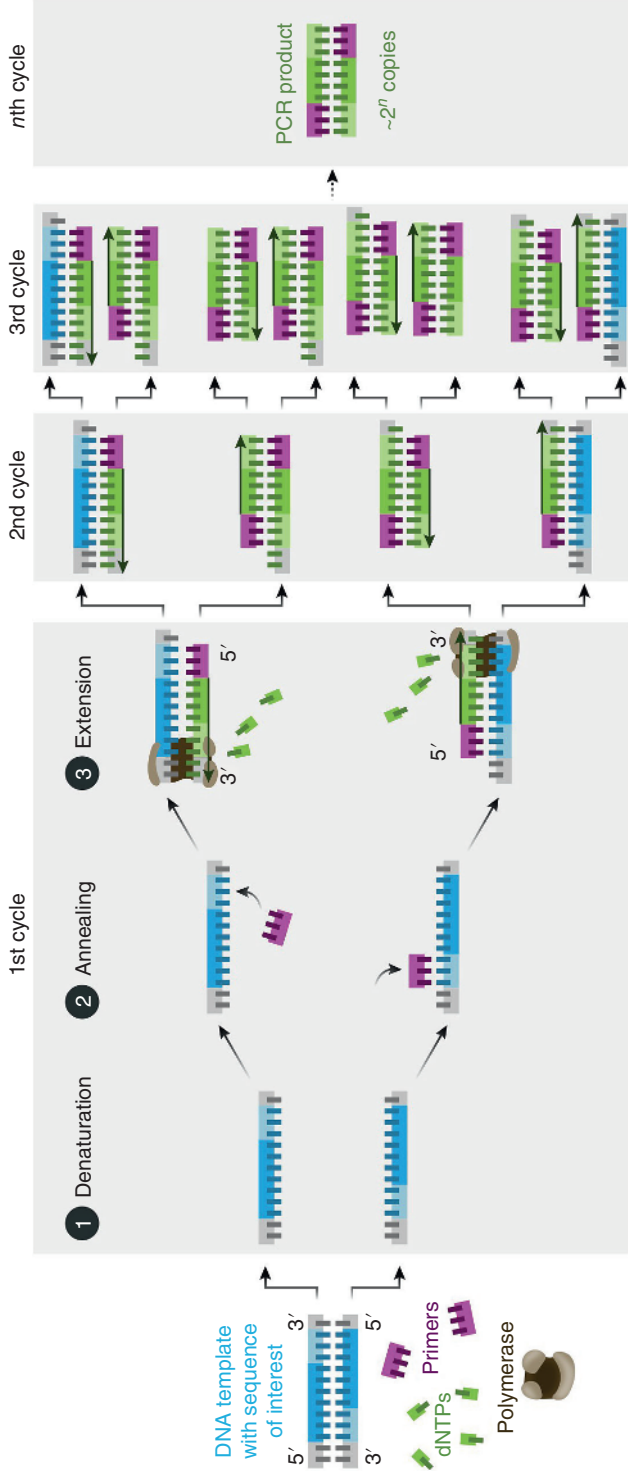 1st cycle
2nd cycle
3rd cycle
nth cycle
1 Denaturation
2 Annealing
3 Extension
DNA template
with sequence
of interest
5′
3′
3′
5′
dNTPs
Primers
Polymerase
3′
5′
5′
3′
PCR product
~2ⁿ copies